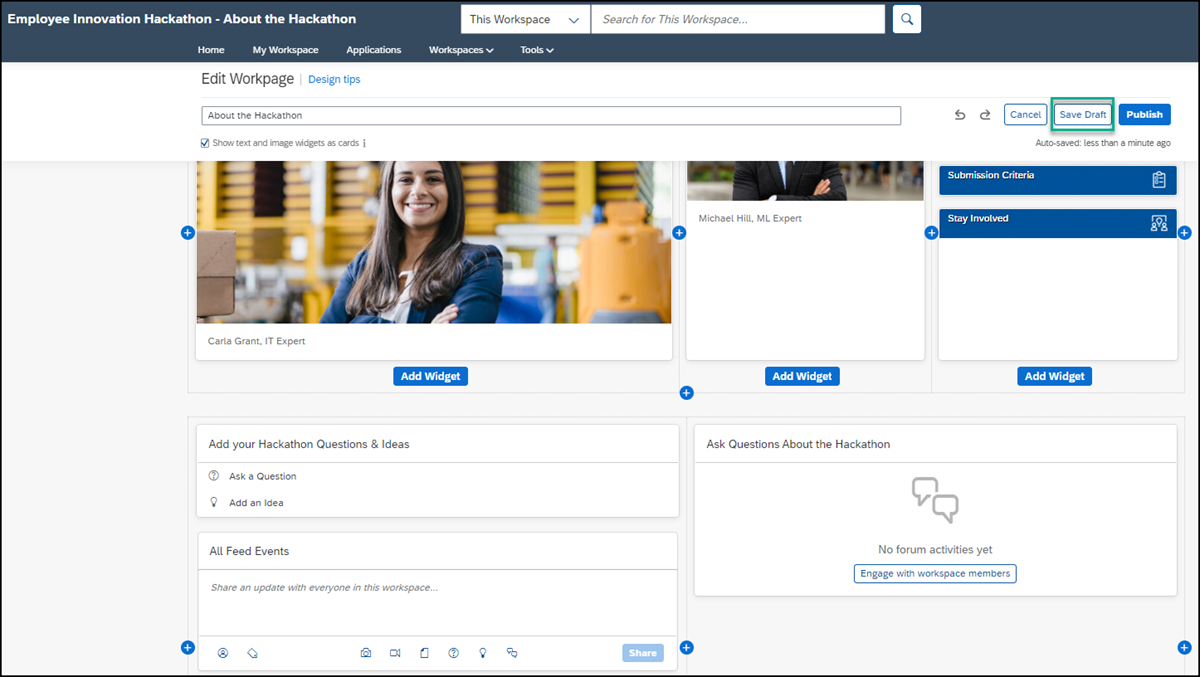 Employee Innovation Hackathon - About the Hackathon
This Workspace
Search for This Workspace...
Home
My Workspace
Applications
Workspaces
Tools
Edit Workpage
Design tips
About the Hackathon
Cancel
Save Draft
Publish
Show text and image widgets as cards
Auto-saved: less than a minute ago
Submission Criteria
Stay Involved
Michael Hill, ML Expert
Carla Grant, IT Expert
Add Widget
Add Widget
Add Widget
Add your Hackathon Questions & Ideas
Ask a Question
Add an Idea
Ask Questions About the Hackathon
No forum activities yet
Engage with workspace members
All Feed Events
Share an update with everyone in this workspace...
Share